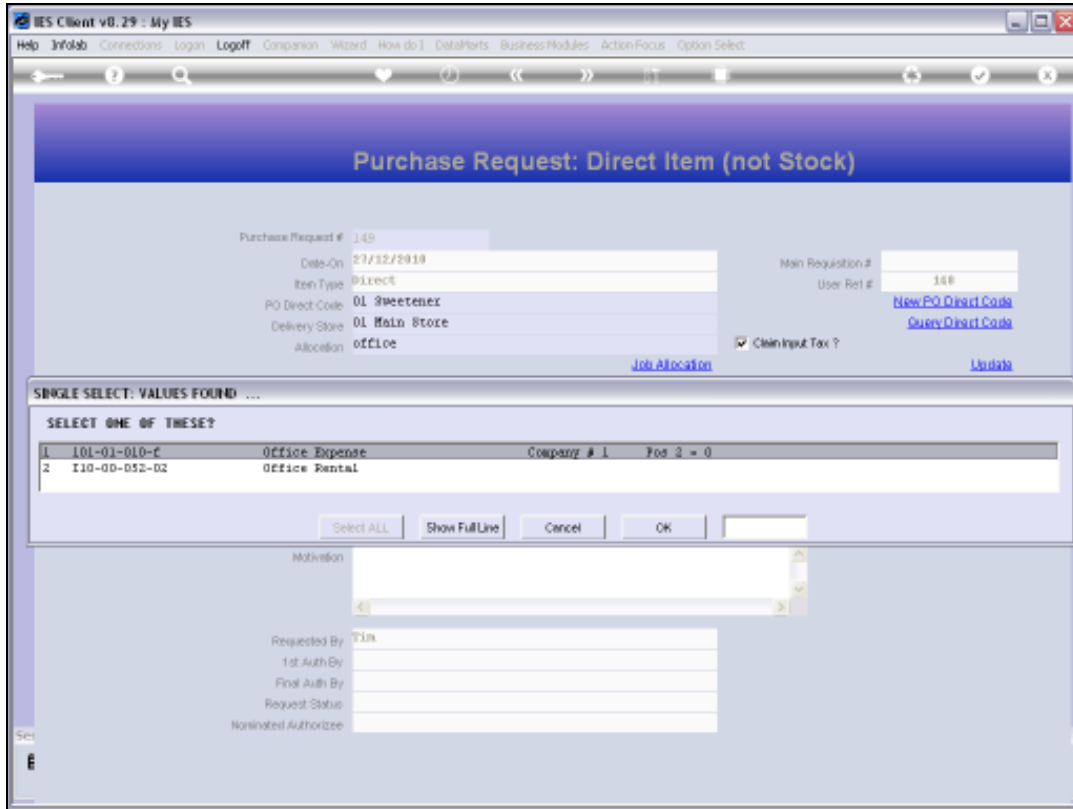 IES Client v8.29 : My IES
Help Infolab Connections Logon Logoff Companion Wizard How do I DataMarts Business Modules Action Focus Option Select
Purchase Request: Direct Item (not Stock)
Purchase Request # 149
Date-On 27/12/2010 Main Requisition #
Item Type Direct User Ref # 148
PO Direct Code 01 Sweetener New PO Direct Code
Delivery Store 01 Main Store Query Direct Code
Allocation office Claim Input Tax ?
Job Allocation Update
SINGLE SELECT: VALUES FOUND ...
SELECT ONE OF THESE?
1 101-01-010-f Office Expense Company # 1 Pos 2 = 0
2 I10-00-052-02 Office Rental
Select ALL Show Full Line Cancel OK
Motivation
Requested By Tim
1st Auth By
Final Auth By
Request Status
Nominated Authorizee